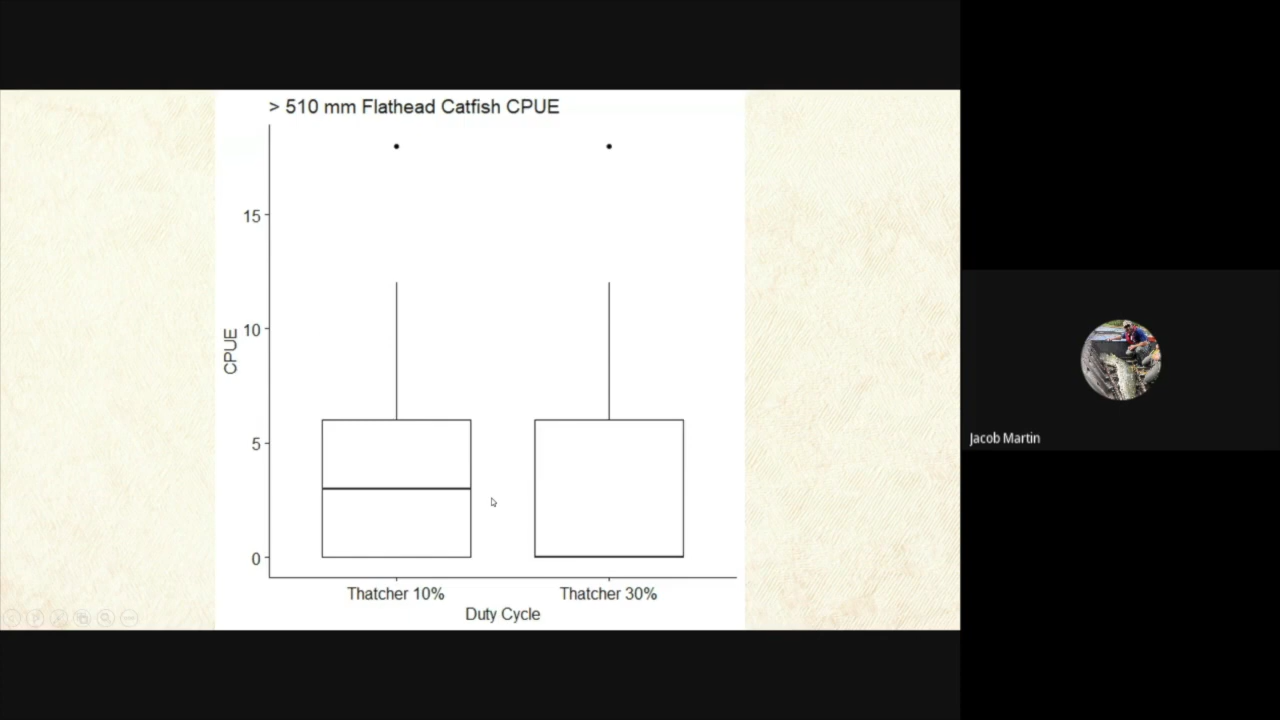 > 510 mm Flathead Catfish CPUE
15
10
5
0
CPUE
Thatcher 10%
Thatcher 30%
Duty Cycle
Jacob Martin